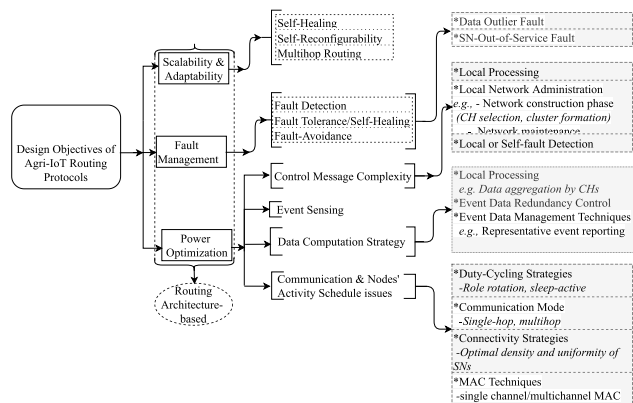 Design Objectives of
Agri-IoT Routing
Protocols
Scalability &
Adaptability
Fault
Management
Power
Optimization
Routing
Architecture-
based
Self-Healing
Self-Reconfigurability
Multihop Routing
Fault Detection
Fault Tolerance/Self-Healing
Fault-Avoidance
Control Message Complexity
Event Sensing
Data Computation Strategy
Communication & Nodes'
Activity Schedule issues
*Data Outlier Fault
*SN-Out-of-Service Fault
*Local Processing
*Local Network Administration
e.g., - Network construction phase
(CH selection, cluster formation)
- Network maintenance
*Local or Self-fault Detection
*Local Processing
e.g. Data aggregation by CHs
*Event Data Redundancy Control
*Event Data Management Techniques
e.g., Representative event reporting
*Duty-Cycling Strategies
-Role rotation, sleep-active
*Communication Mode
-Single-hop, multihop
*Connectivity Strategies
-Optimal density and uniformity of
SNs
*MAC Techniques
-single channel/multichannel MAC